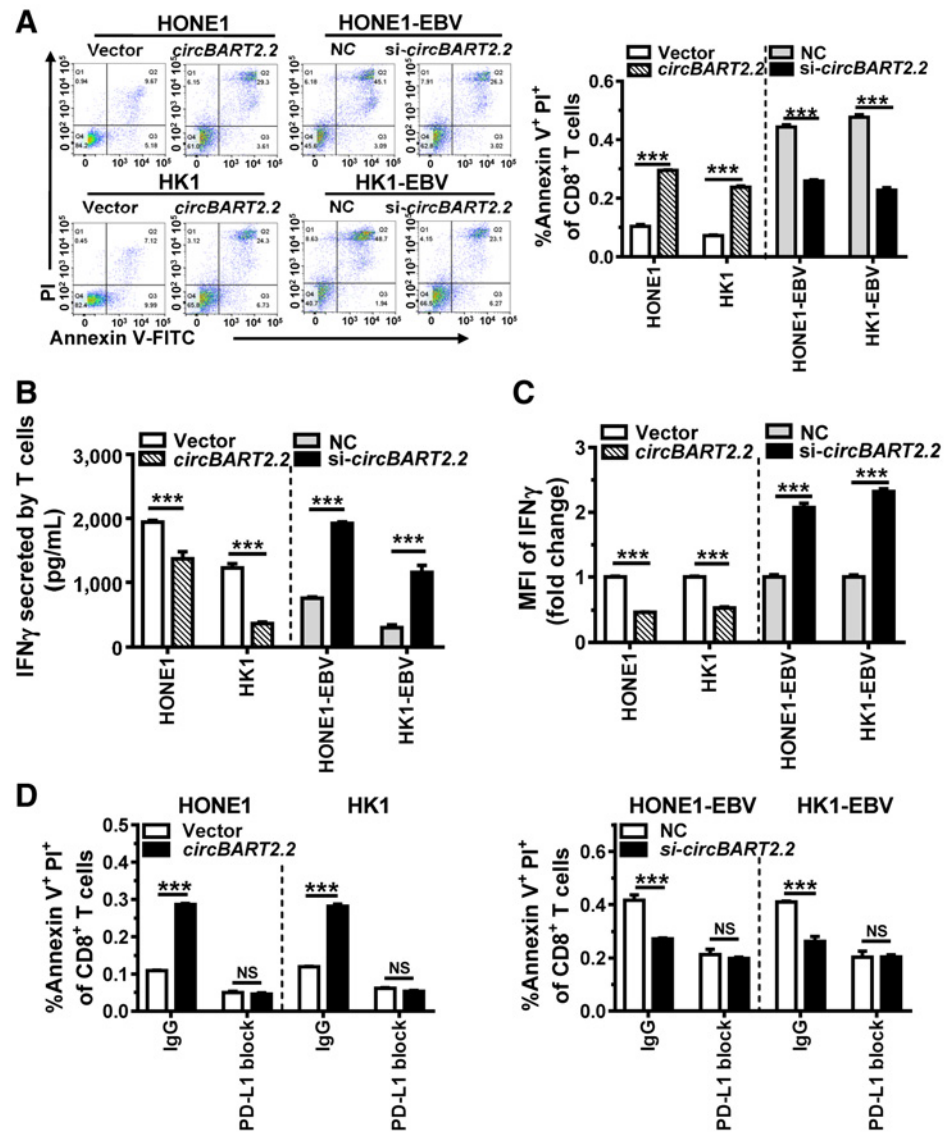 A
HONE1
HONE1-EBV
Vector
circBART2.2
NC
si-circBART2.2
HK1
HK1-EBV
Vector
circBART2.2
NC
si-circBART2.2
PI
Annexin V-FITC
%Annexin V+ PI+
of CD8+ T cells
Vector
circBART2.2
NC
si-circBART2.2
0.6
0.4
0.2
0.0
*** *** *** ***
HONE1
HK1
HONE1-EBV
HK1-EBV
B
IFNγ secreted by T cells
(pg/mL)
Vector
circBART2.2
NC
si-circBART2.2
3,000
2,000
1,000
0
*** *** *** ***
HONE1
HK1
HONE1-EBV
HK1-EBV
C
MFI of IFNγ
(fold change)
Vector
circBART2.2
NC
si-circBART2.2
3
2
1
0
*** *** *** ***
HONE1
HK1
HONE1-EBV
HK1-EBV
D
HONE1
HK1
Vector
circBART2.2
%Annexin V+ PI+
of CD8+ T cells
0.5
0.4
0.3
0.2
0.1
0.0
*** NS *** NS
IgG
PD-L1 block
IgG
PD-L1 block
HONE1-EBV
HK1-EBV
NC
si-circBART2.2
%Annexin V+ PI+
of CD8+ T cells
0.6
0.4
0.2
0.0
*** NS *** NS
IgG
PD-L1 block
IgG
PD-L1 block